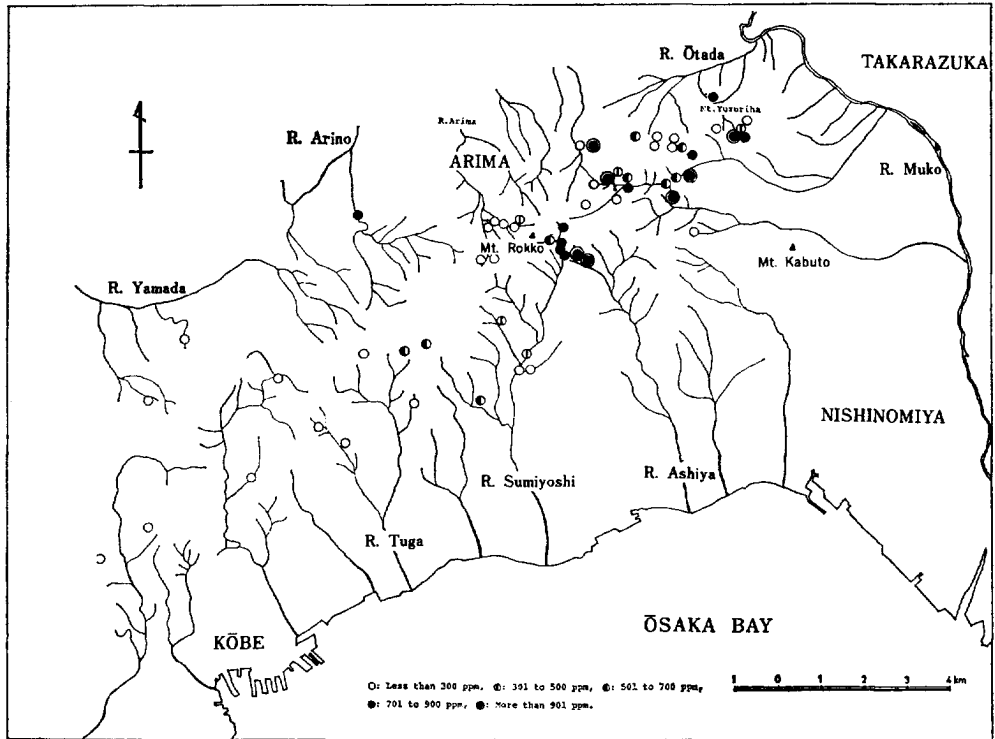 R. Ōtada
TAKARAZUKA
Mt. Yuzuriha
R. Arima
R. Arino
ARIMA
R. Muko
Mt. Rokkō
Mt. Kabuto
R. Yamada
NISHINOMIYA
R. Sumiyoshi
R. Ashiya
R. Tuga
ŌSAKA BAY
KŌBE
○: Less than 300 ppm, ◐: 301 to 500 ppm, ◐: 501 to 700 ppm,
●: 701 to 900 ppm, ●: More than 901 ppm.
1 0 1 2 3 4 km